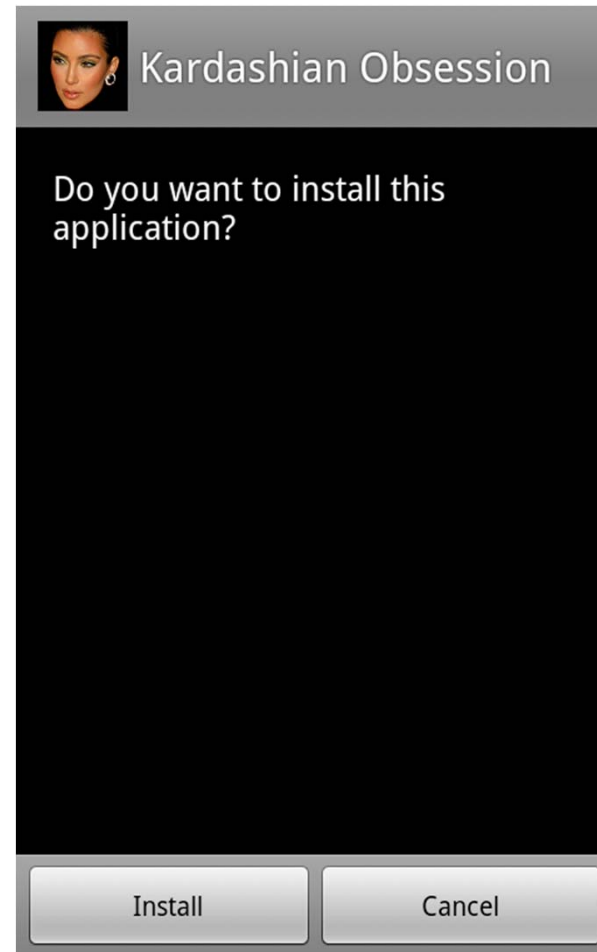 Kardashian Obsession
Do you want to install this
application?
Install
Cancel